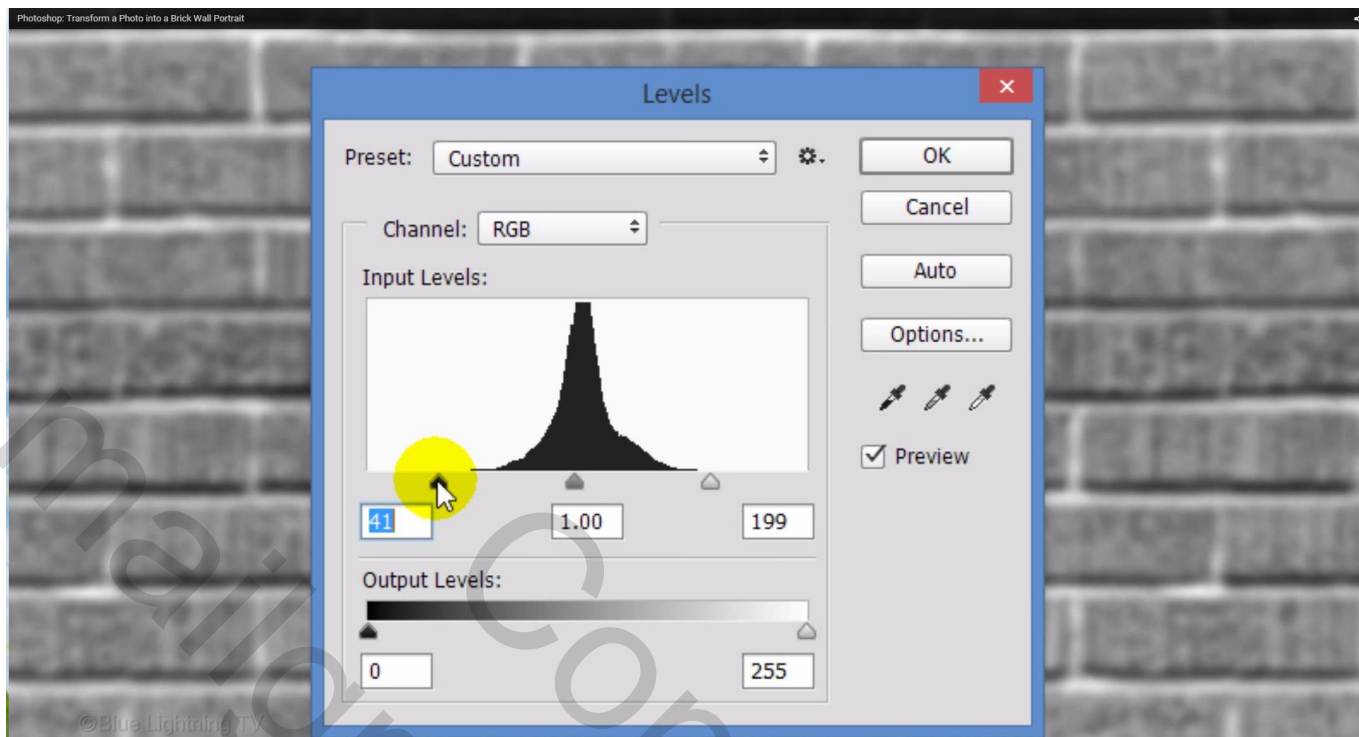 Photoshop: Transform a Photo into a Brick Wall Portrait
Levels
Preset: Custom
OK
Cancel
Channel: RGB
Auto
Input Levels:
Options...
Preview
41 1.00 199
Output Levels:
0 255
©Blue Lightning TV